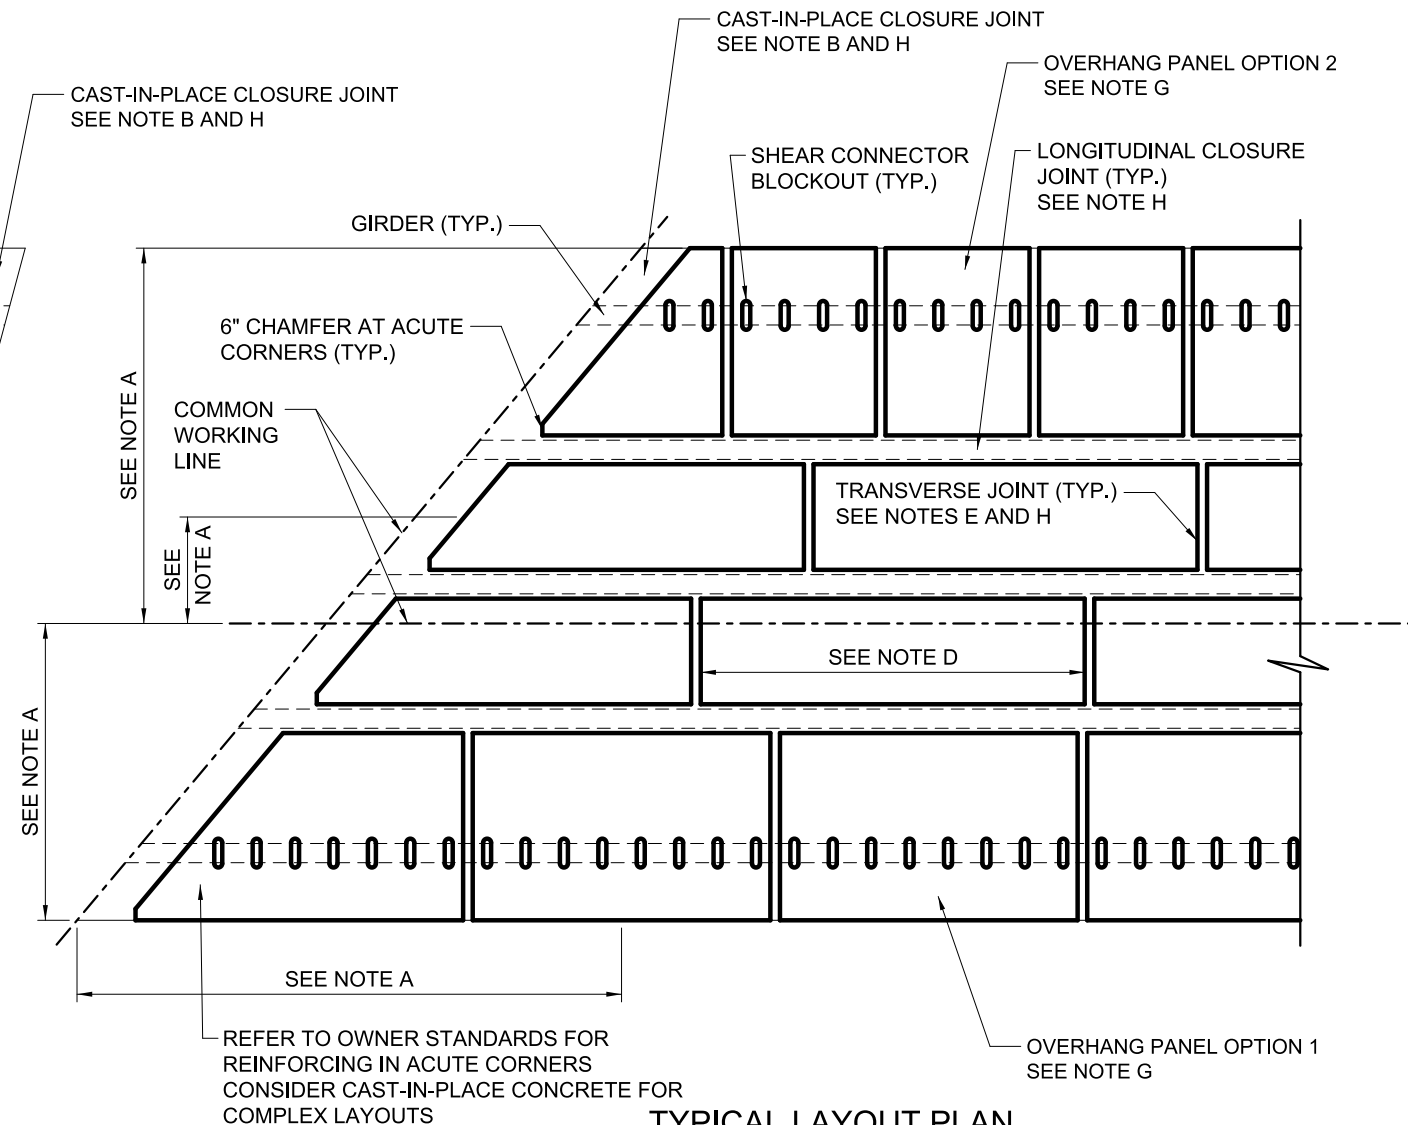 CAST-IN-PLACE CLOSURE JOINT
SEE NOTE B AND H
CAST-IN-PLACE CLOSURE JOINT
SEE NOTE B AND H
OVERHANG PANEL OPTION 2
SEE NOTE G
SHEAR CONNECTOR
BLOCKOUT (TYP.)
LONGITUDINAL CLOSURE
JOINT (TYP.)
SEE NOTE H
GIRDER (TYP.)
6" CHAMFER AT ACUTE
CORNERS (TYP.)
COMMON
WORKING
LINE
SEE NOTE A
SEE
NOTE A
TRANSVERSE JOINT (TYP.)
SEE NOTES E AND H
SEE NOTE D
SEE NOTE A
SEE NOTE A
REFER TO OWNER STANDARDS FOR
REINFORCING IN ACUTE CORNERS
CONSIDER CAST-IN-PLACE CONCRETE FOR
COMPLEX LAYOUTS
OVERHANG PANEL OPTION 1
SEE NOTE G
TYPICAL LAYOUT PLAN